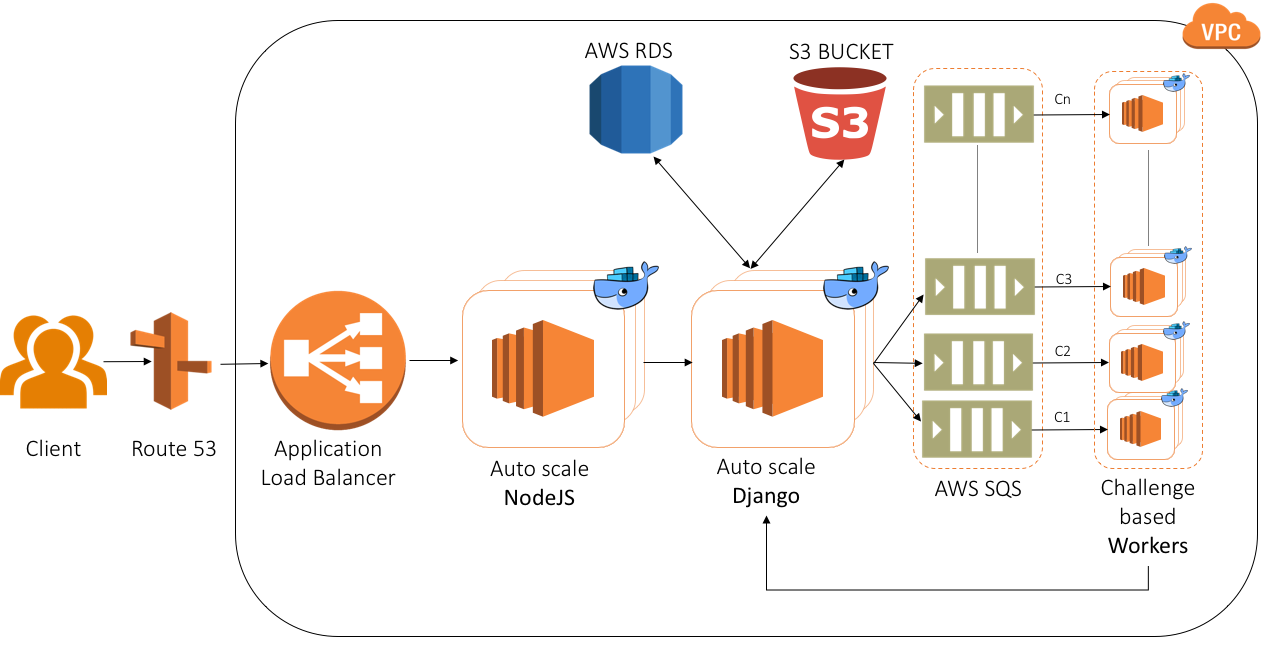 VPC
AWS RDS
S3 BUCKET
S3
Cn
C3
C2
C1
Client
Route 53
Application
Load Balancer
Auto scale
NodeJS
Auto scale
Django
AWS SQS
Challenge
based
Workers